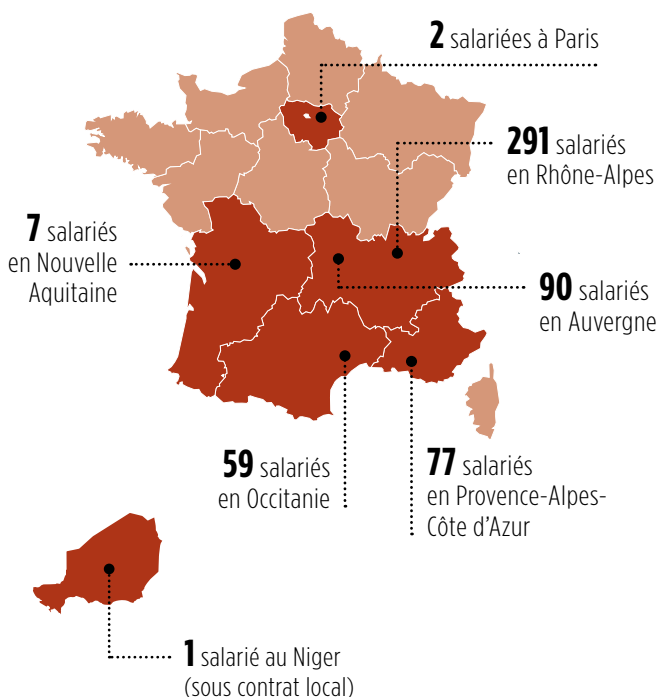 2 salariées à Paris
291 salariés
en Rhône-Alpes
7 salariés
en Nouvelle
Aquitaine
90 salariés
en Auvergne
59 salariés
en Occitanie
77 salariés
en Provence-Alpes-
Côte d'Azur
1 salarié au Niger
(sous contrat local)